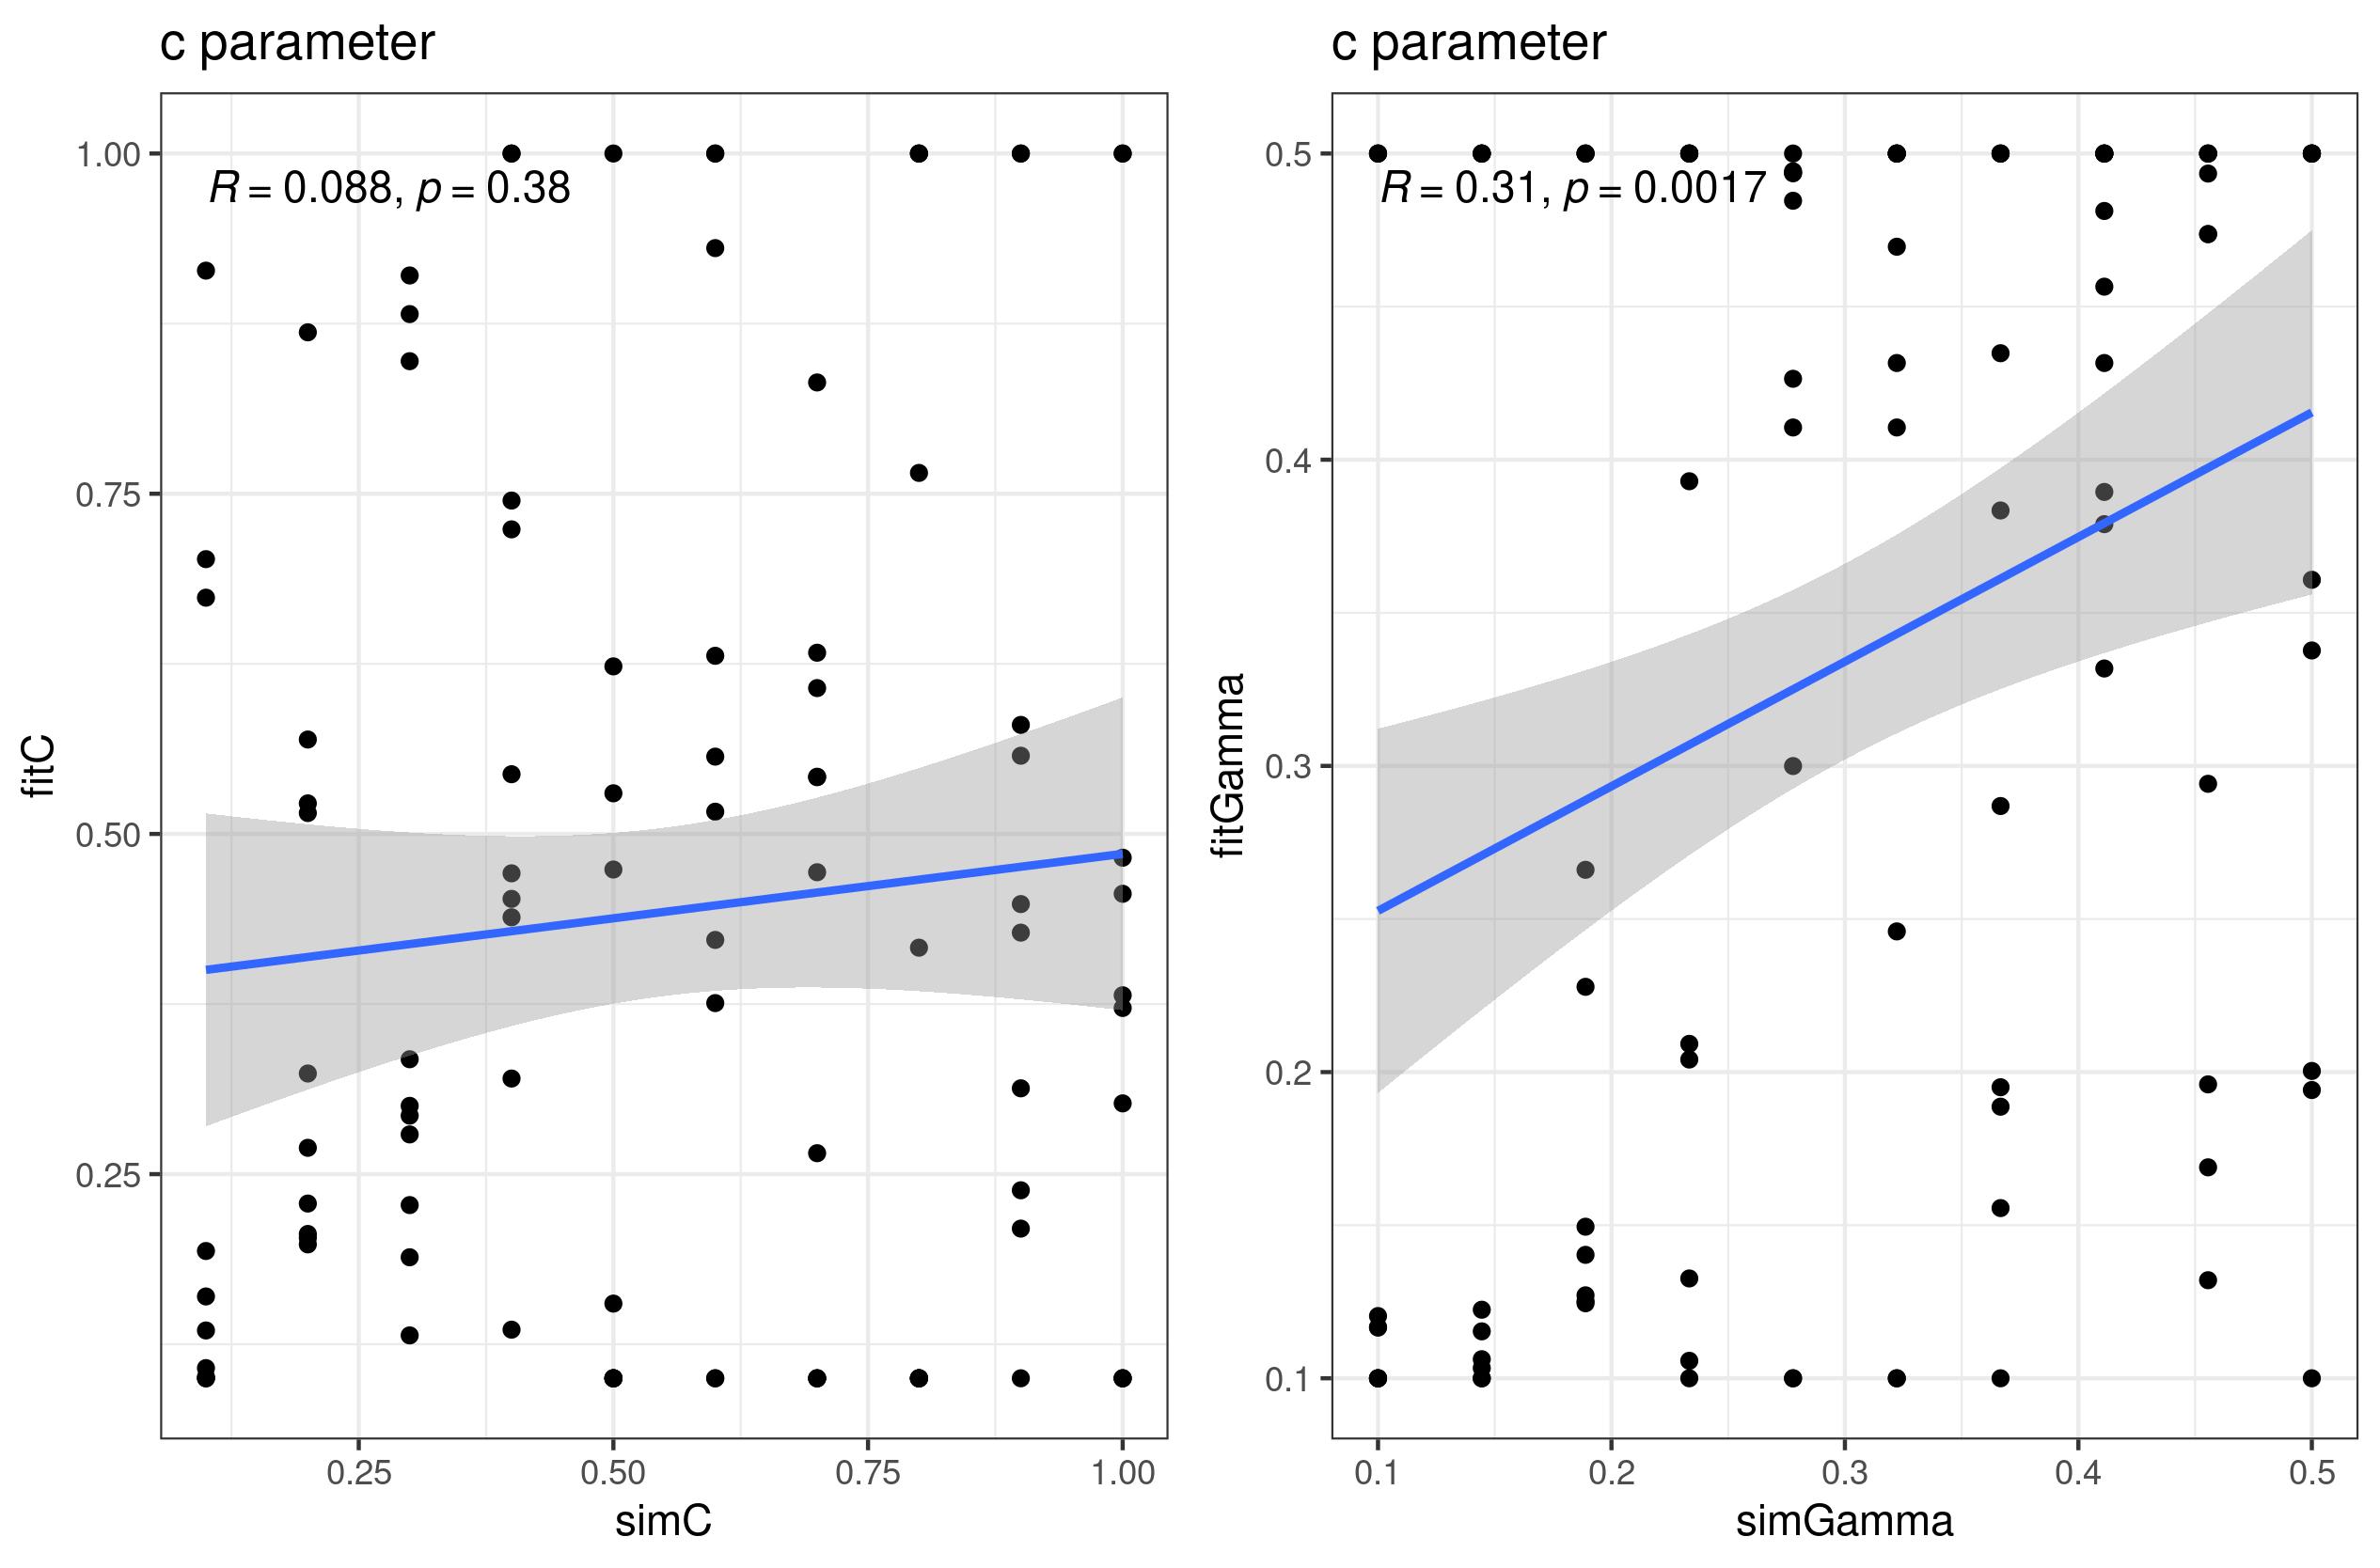 c parameter
R = 0.088, p = 0.38
1.00
0.75
0.50
0.25
fitC
0.25 0.50 0.75 1.00
simC
c parameter
R = 0.31, p = 0.0017
0.5
0.4
0.3
0.2
0.1
fitGamma
0.1 0.2 0.3 0.4 0.5
simGamma